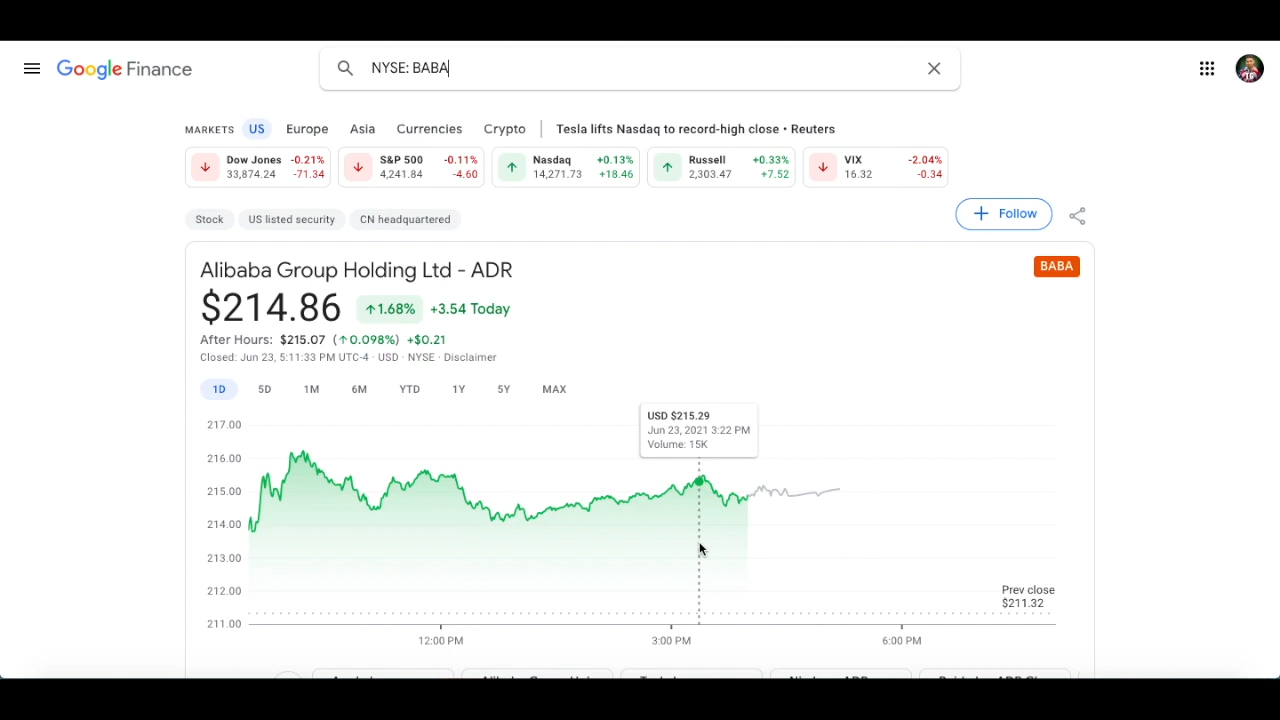 Google Finance
NYSE: BABA
MARKETS US Europe Asia Currencies Crypto Tesla lifts Nasdaq to record-high close • Reuters
Dow Jones -0.21% S&P 500 -0.11% Nasdaq +0.13% Russell +0.33% VIX -2.04%
33,874.24 -71.34 4,241.84 -4.60 14,271.73 +18.46 2,303.47 +7.52 16.32 -0.34
Stock US listed security CN headquartered + Follow
Alibaba Group Holding Ltd - ADR BABA
$214.86 ↑1.68% +3.54 Today
After Hours: $215.07 (↑0.098%) +$0.21
Closed: Jun 23, 5:11:33 PM UTC-4 · USD · NYSE · Disclaimer
1D 5D 1M 6M YTD 1Y 5Y MAX
USD $215.29
Jun 23, 2021 3:22 PM
Volume: 15K
217.00
216.00
215.00
214.00
213.00
212.00
211.00
Prev close
$211.32
12:00 PM 3:00 PM 6:00 PM